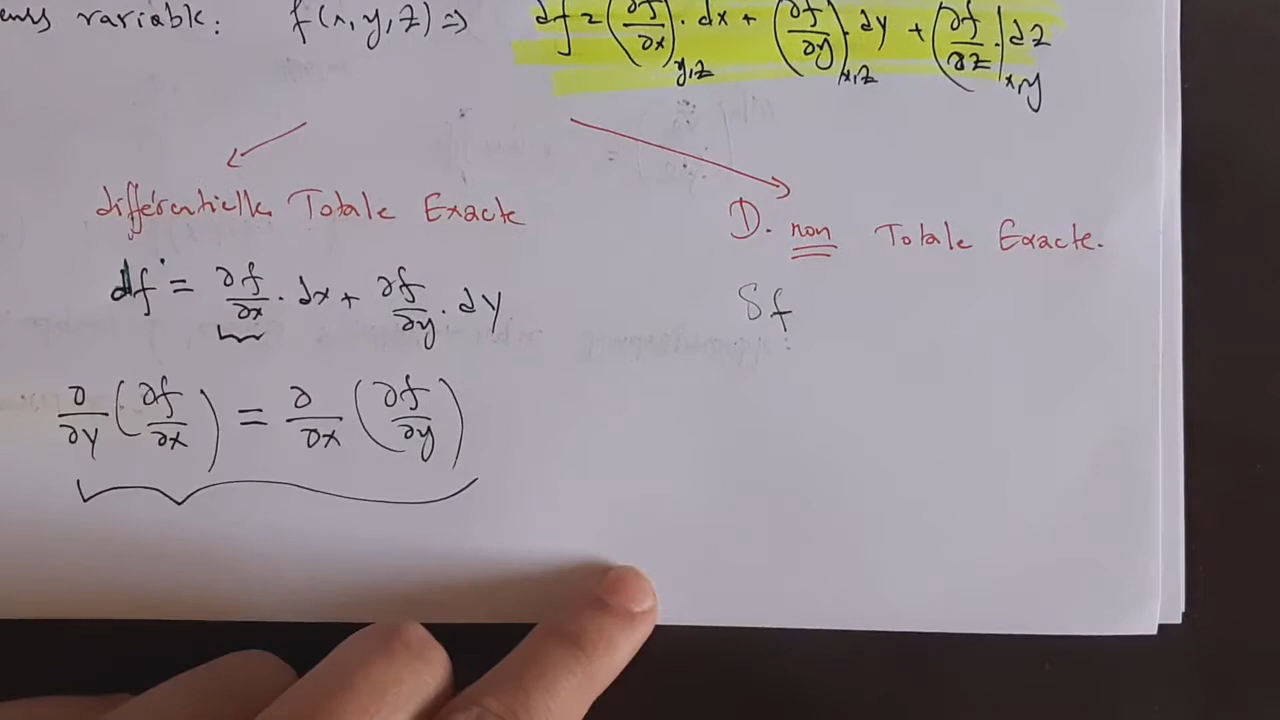 variable: f(x,y,z) => df = (∂f/∂x)y,z . dx + (∂f/∂y)x,z . dy + (∂f/∂z)x,y . dz
différentielle Totale Exacte
D. non Totale Exacte.
df = ∂f/∂x . dx + ∂f/∂y . dy
δf
∂/∂y (∂f/∂x) = ∂/∂x (∂f/∂y)